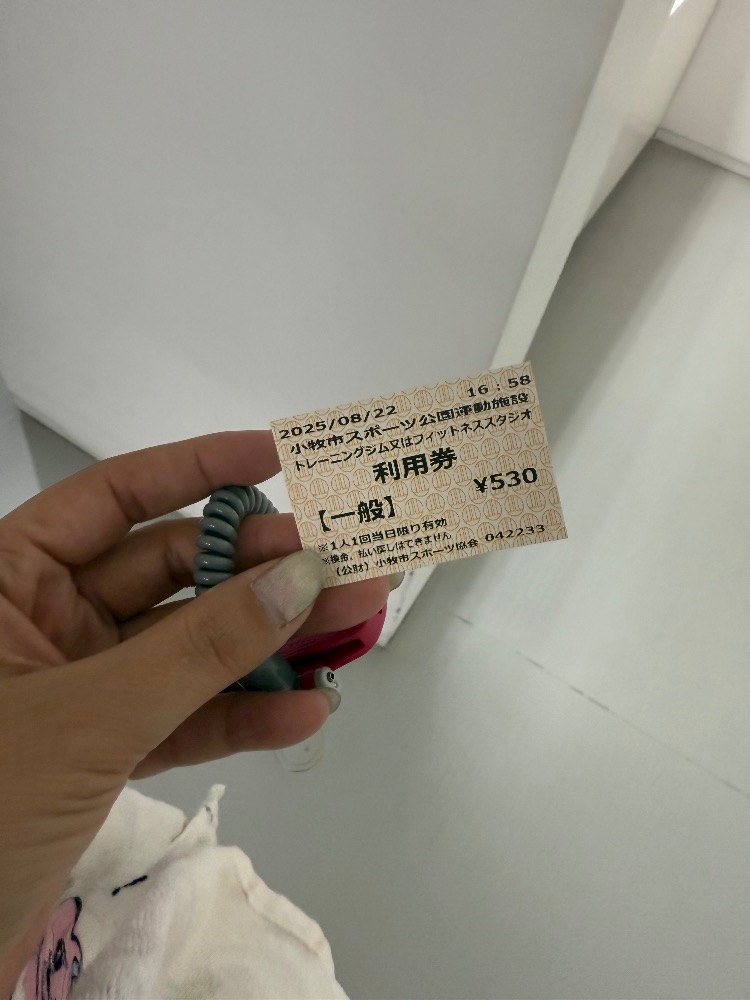 2025/08/22 16:58
小牧市スポーツ公園運動施設
トレーニングジム又はフィットネススタジオ
利用券
【一般】 ¥530
※1人1回当日限り有効
※換金、払い戻しはできません
(公財)小牧市スポーツ協会 042233